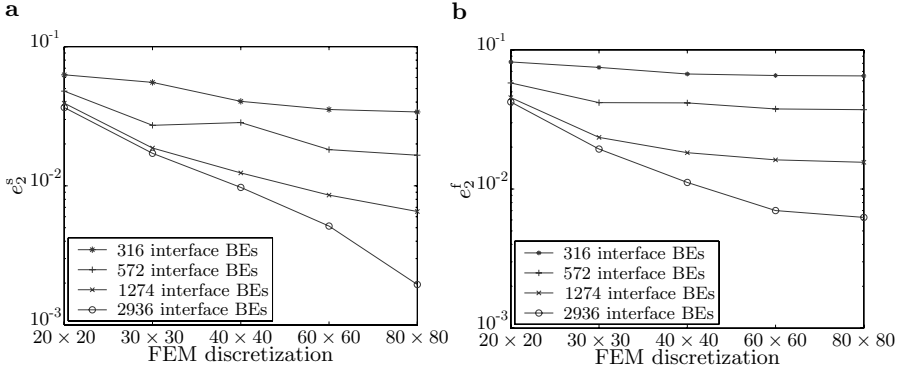 a
10^{-1}
10^{-2}
10^{-3}
e_2^s
316 interface BEs
572 interface BEs
1274 interface BEs
2936 interface BEs
20 × 20 30 × 30 40 × 40 60 × 60 80 × 80
FEM discretization
b
10^{-1}
10^{-2}
10^{-3}
e_2^f
316 interface BEs
572 interface BEs
1274 interface BEs
2936 interface BEs
20 × 20 30 × 30 40 × 40 60 × 60 80 × 80
FEM discretization